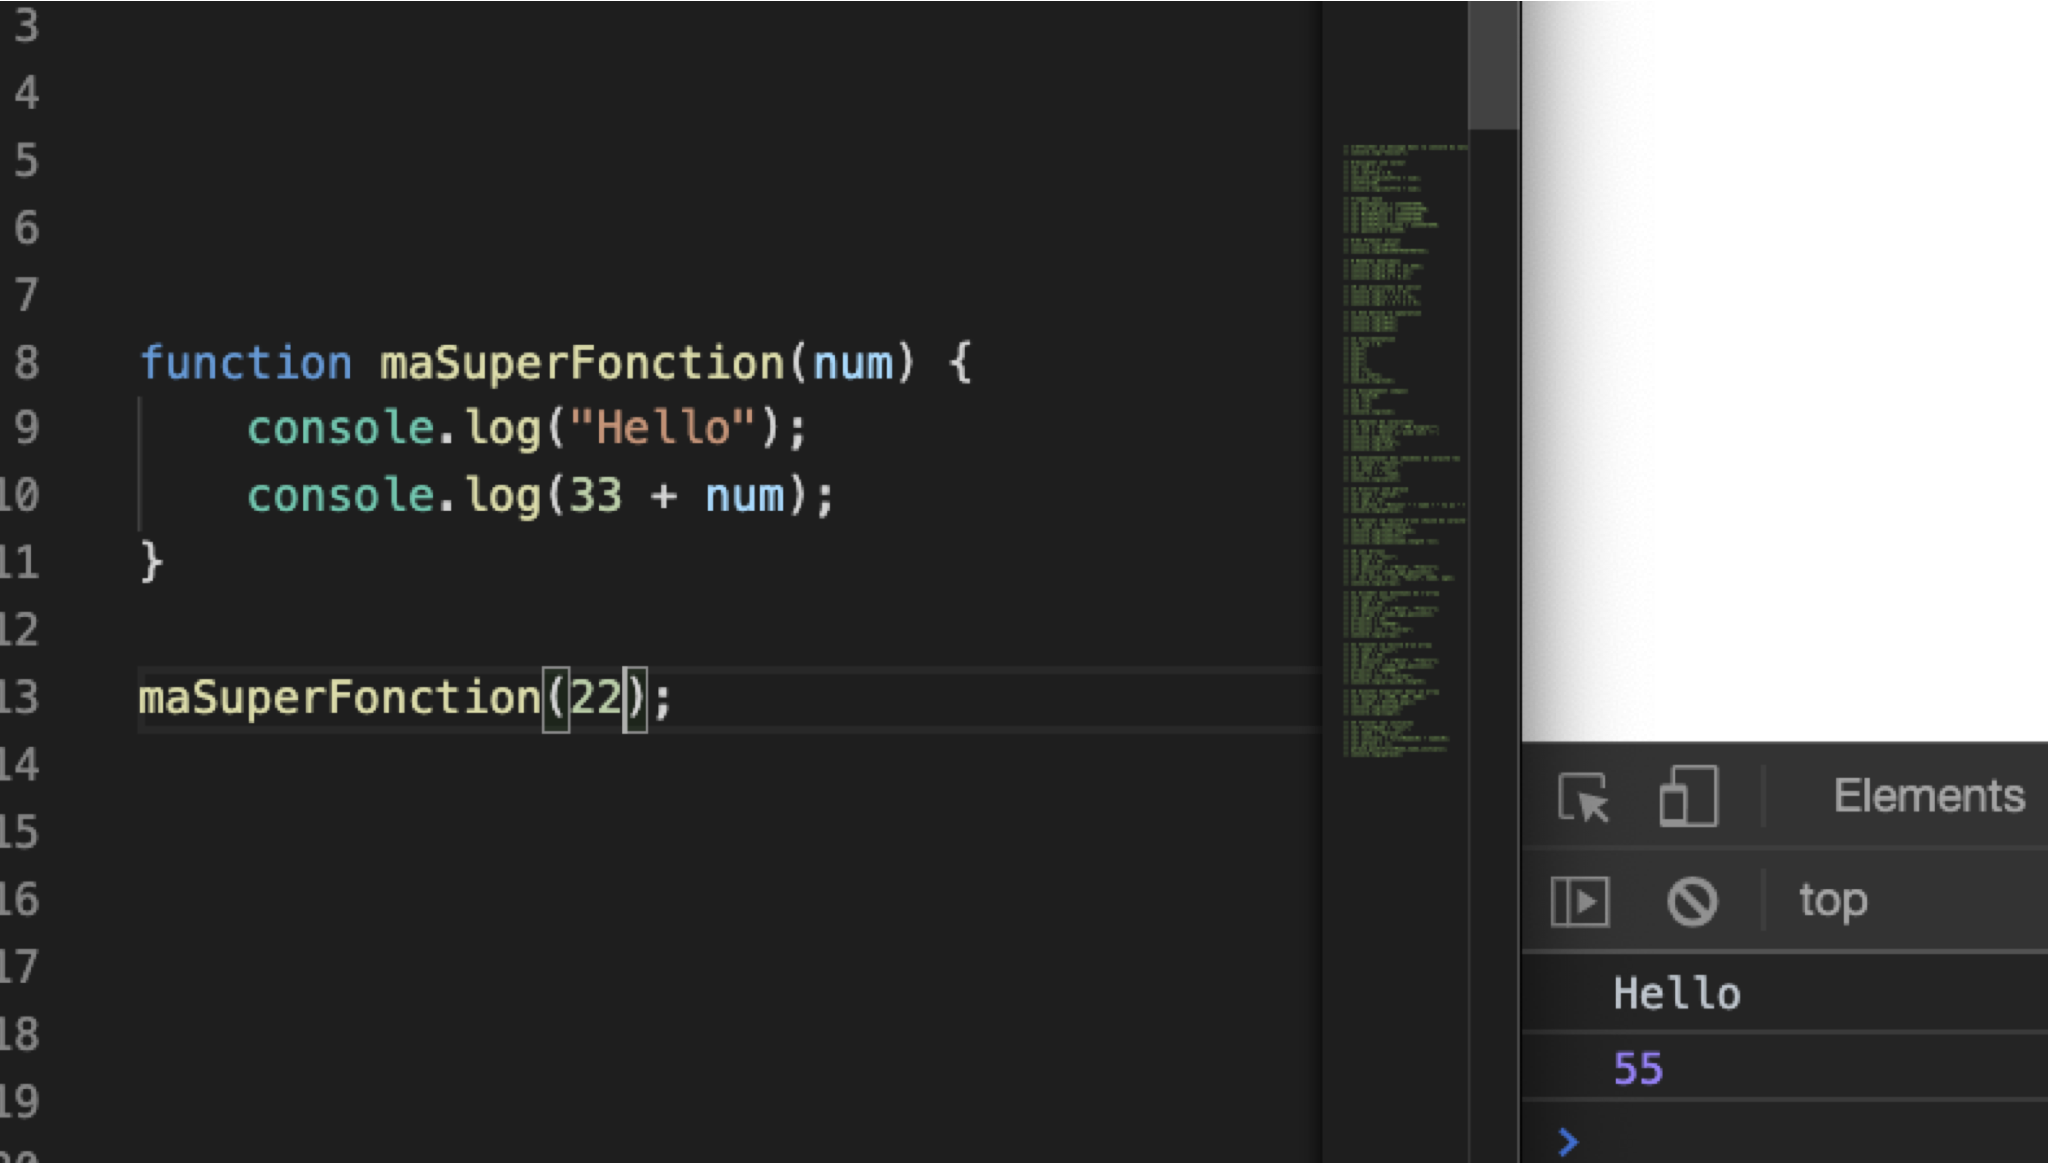 3
4
5
6
7
8 function maSuperFonction(num) {
9 console.log("Hello");
10 console.log(33 + num);
11 }
12
13 maSuperFonction(22);
14
15
16
17
18
19
Elements
top
Hello
55